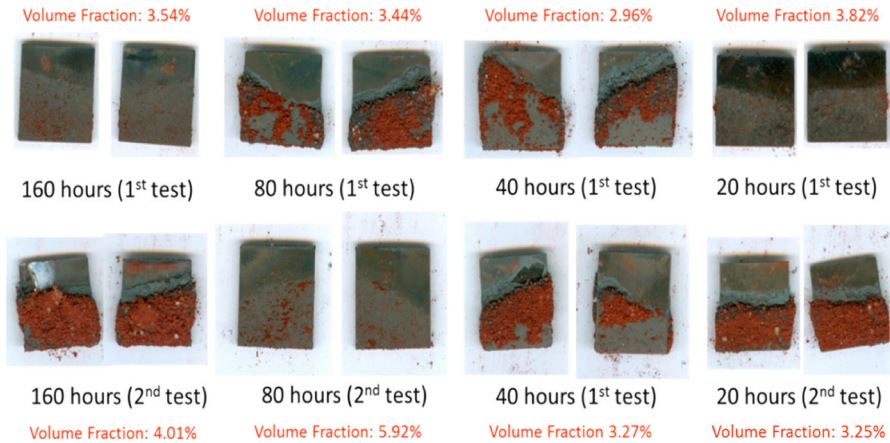 Volume Fraction: 3.54% Volume Fraction: 3.44% Volume Fraction: 2.96% Volume Fraction: 3.82%
160 hours (1st test) 80 hours (1st test) 40 hours (1st test) 20 hours (1st test)
160 hours (2nd test) 80 hours (2nd test) 40 hours (1st test) 20 hours (2nd test)
Volume Fraction: 4.01% Volume Fraction: 5.92% Volume Fraction: 3.27% Volume Fraction: 3.25%